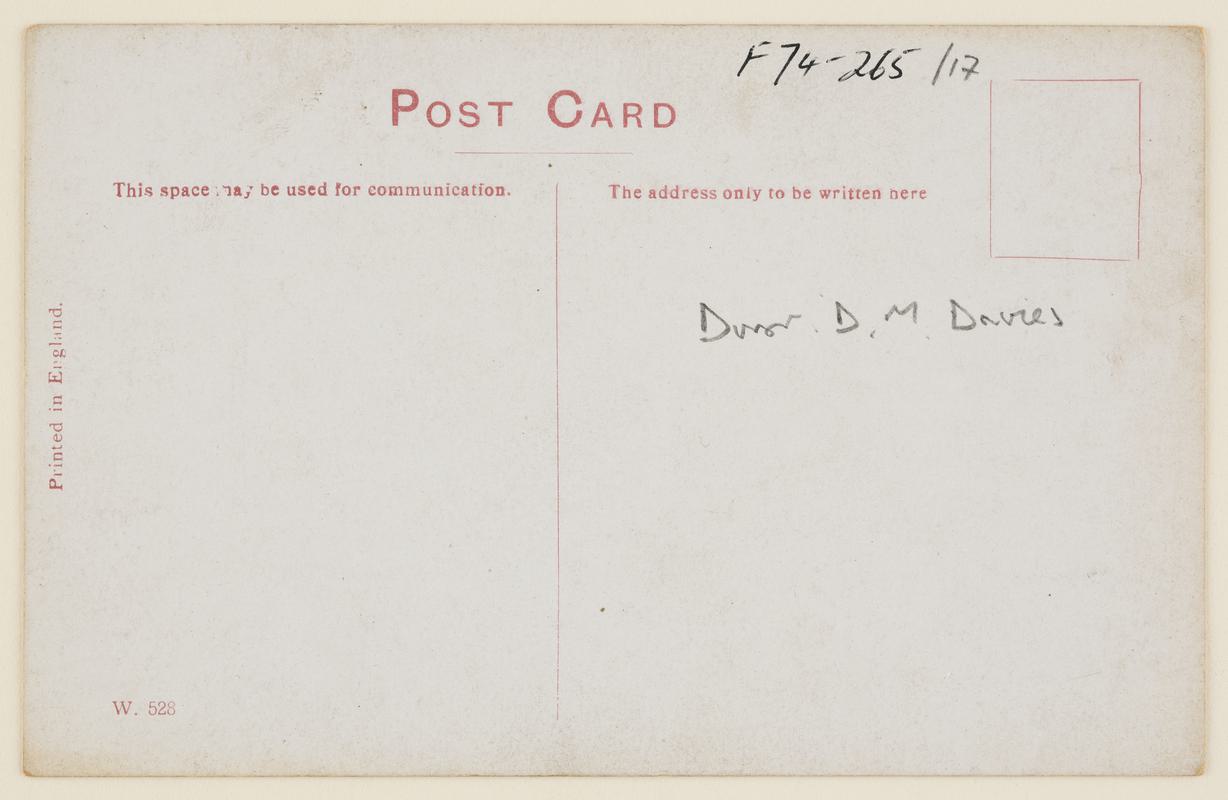 F74-265/17
POST CARD
This space may be used for communication.
The address only to be written here
Donor. D. M. Davies
Printed in England.
W. 528